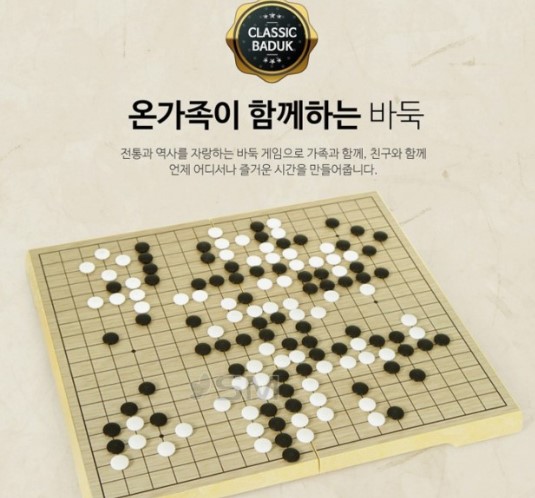 CLASSIC
BADUK
온가족이 함께하는 바둑
전통과 역사를 자랑하는 바둑 게임으로 가족과 함께, 친구와 함께
언제 어디서나 즐거운 시간을 만들어줍니다.
SM